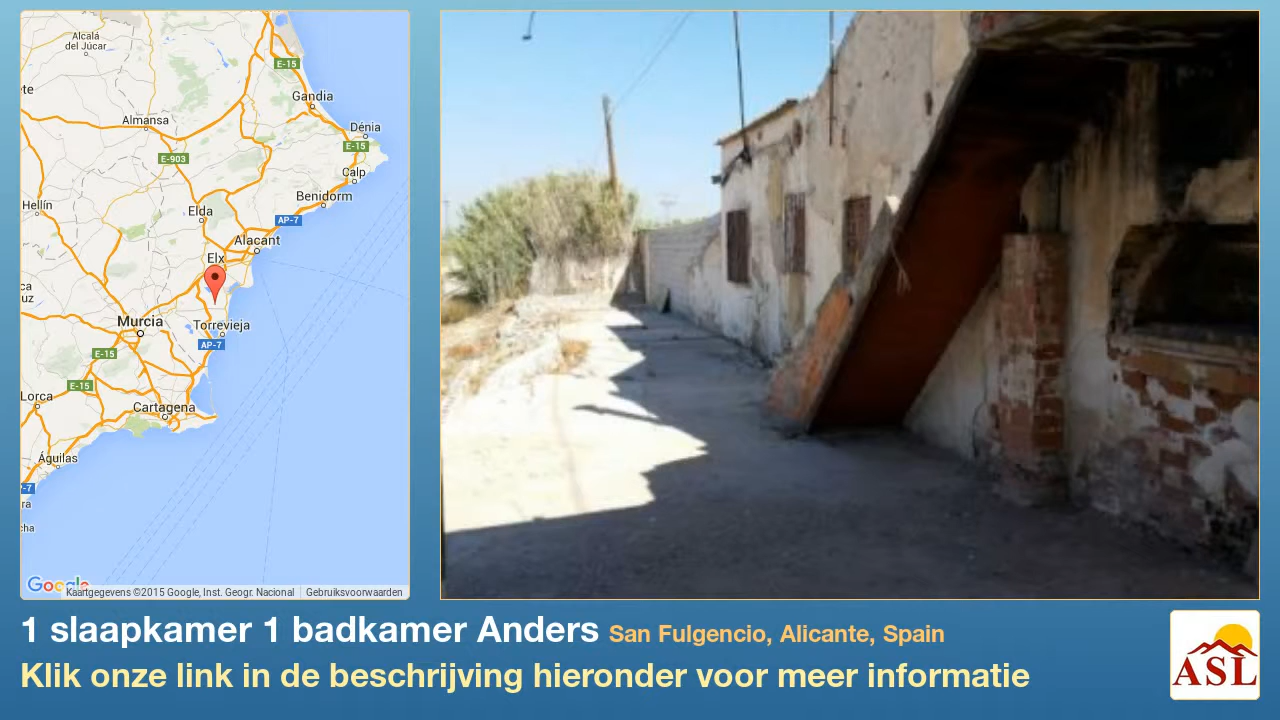 Alcalá
del Júcar
E-15
Gandia
Almansa
Dénia
E-15
E-903
Calp
Benidorm
Hellín
Elda
AP-7
Alacant
Elx
Murcia
Torrevieja
AP-7
E-15
E-15
Lorca
Cartagena
Águilas
Google
Kaartgegevens ©2015 Google, Inst. Geogr. Nacional
Gebruiksvoorwaarden
1 slaapkamer 1 badkamer Anders San Fulgencio, Alicante, Spain
Klik onze link in de beschrijving hieronder voor meer informatie
ASL